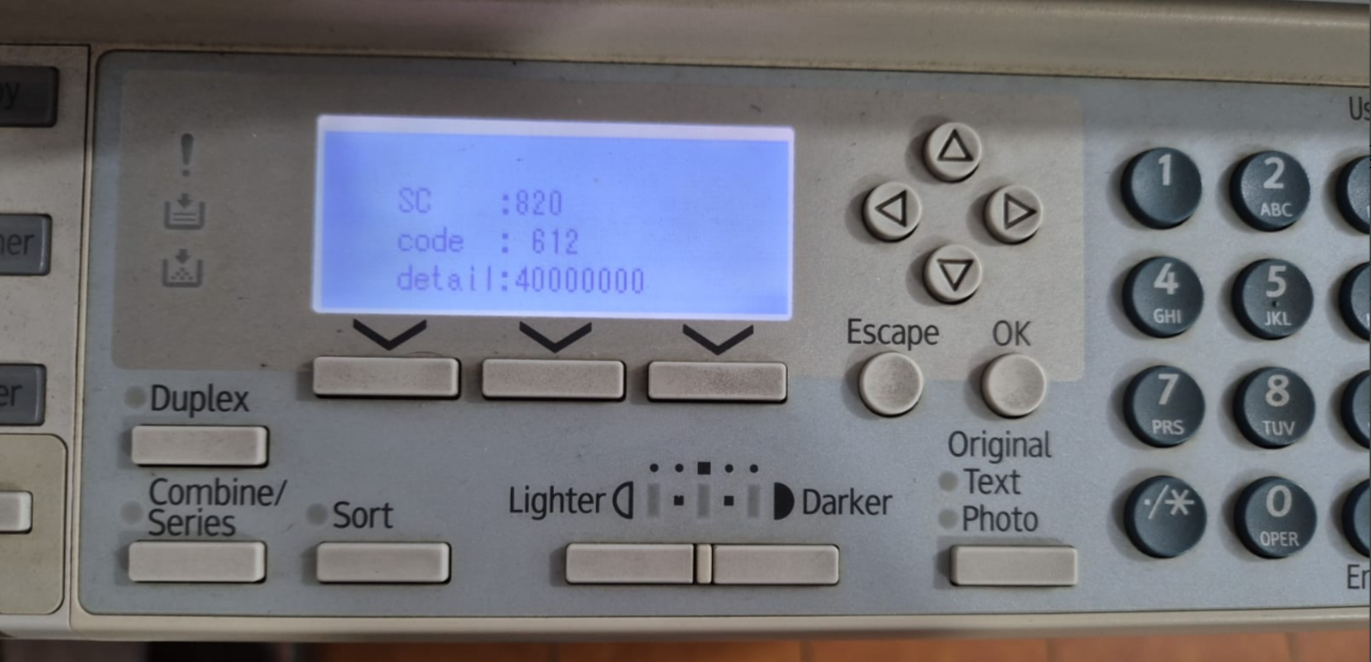 SC :820
code : 612
detail:40000000
Escape
OK
Duplex
Combine/
Series
Sort
Lighter
Darker
Original
Text
Photo
1
2
ABC
4
GHI
5
JKL
7
PRS
8
TUV
./*
0
OPER